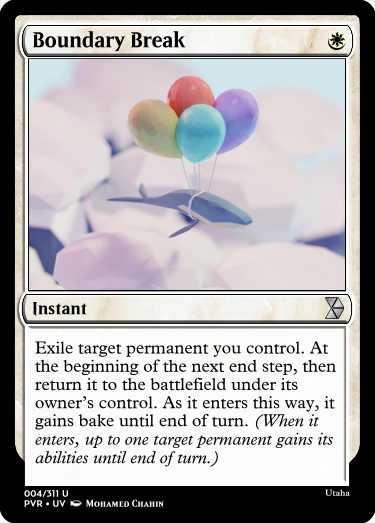 Boundary Break
Instant
Exile target permanent you control. At
the beginning of the next end step, then
return it to the battlefield under its
owner's control. As it enters this way, it
gains bake until end of turn. (When it
enters, up to one target permanent gains its
abilities until end of turn.)
004/311 U
Utaha
PVR • UV Mohamed Chahin